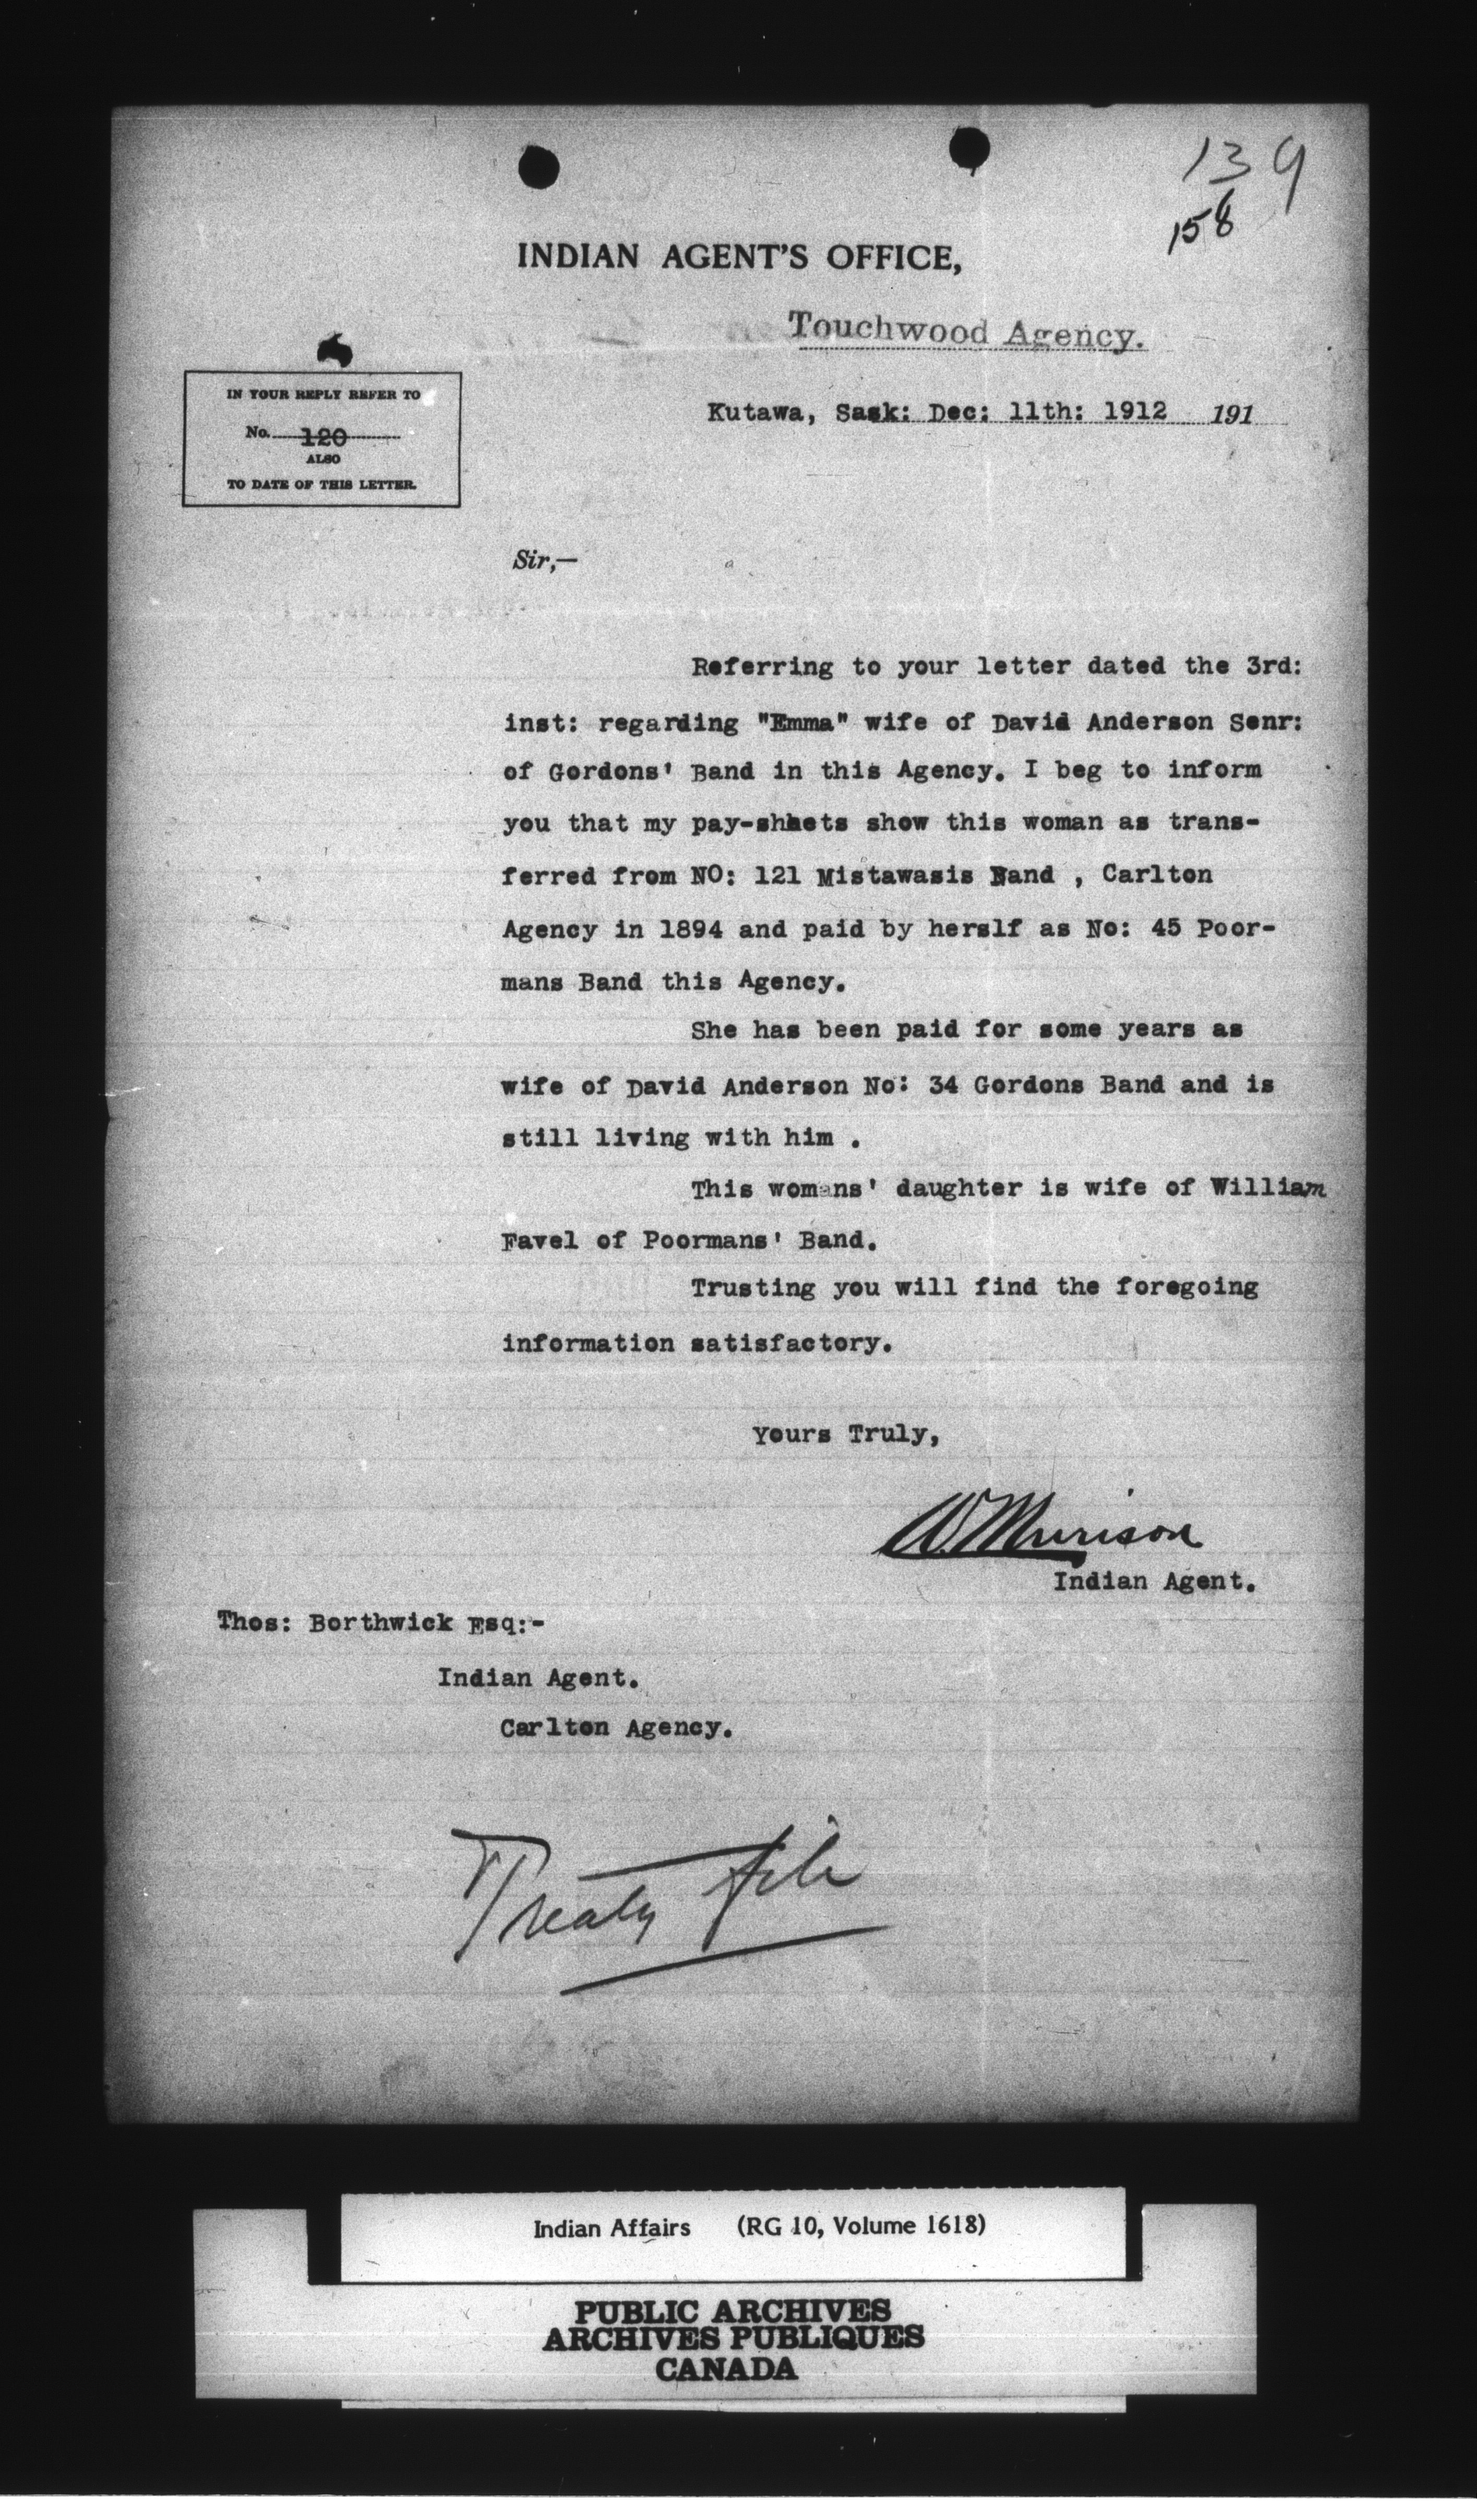 139
158
INDIAN AGENT'S OFFICE,
Touchwood Agency.
IN YOUR REPLY REFER TO
No. 120
ALSO
TO DATE OF THIS LETTER.
Kutawa, Sask: Dec: 11th: 1912 191
Sir,—
Referring to your letter dated the 3rd:
inst: regarding "Emma" wife of David Anderson Senr:
of Gordons' Band in this Agency. I beg to inform
you that my pay-sheets show this woman as trans-
ferred from NO: 121 Mistawasis Band , Carlton
Agency in 1894 and paid by herslf as No: 45 Poor-
mans Band this Agency.
She has been paid for some years as
wife of David Anderson No: 34 Gordons Band and is
still living with him .
This womans' daughter is wife of William
Favel of Poormans' Band.
Trusting you will find the foregoing
information satisfactory.
Yours Truly,
W. Murison
Indian Agent.
Thos: Borthwick Esq:-
Indian Agent.
Carlton Agency.
Treaty file
Indian Affairs (RG 10, Volume 1618)
PUBLIC ARCHIVES
ARCHIVES PUBLIQUES
CANADA